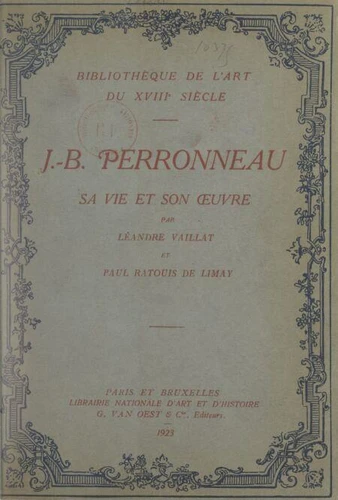 BIBLIOTHÈQUE DE L'ART
DU XVIIIe SIÈCLE
J.-B. PERRONNEAU
SA VIE ET SON ŒUVRE
PAR
LÉANDRE VAILLAT
ET
PAUL RATOUIS DE LIMAY
PARIS ET BRUXELLES
LIBRAIRIE NATIONALE D'ART ET D'HISTOIRE
G. VAN OEST & Cie, Editeurs.
1923